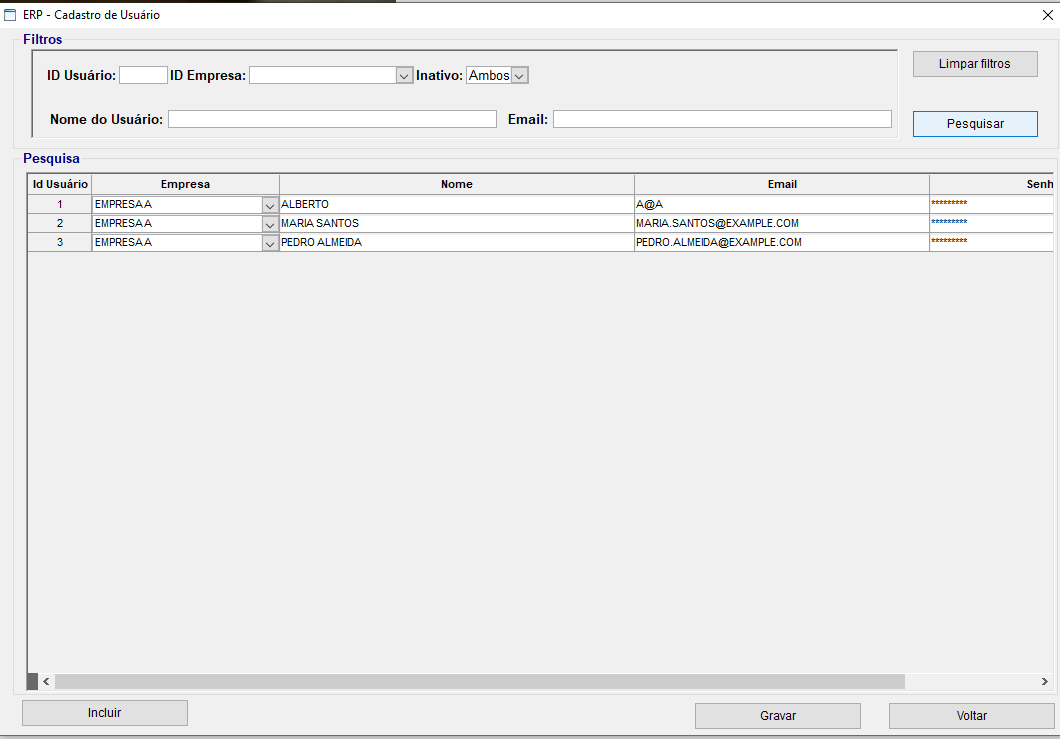 ERP - Cadastro de Usuário
Filtros
ID Usuário: ID Empresa: Inativo: Ambos
Limpar filtros
Nome do Usuário: Email:
Pesquisar
Pesquisa
Id Usuário Empresa Nome Email Senh
1 EMPRESA A ALBERTO A@A *********
2 EMPRESA A MARIA SANTOS MARIA.SANTOS@EXAMPLE.COM *********
3 EMPRESA A PEDRO ALMEIDA PEDRO.ALMEIDA@EXAMPLE.COM *********
Incluir Gravar Voltar